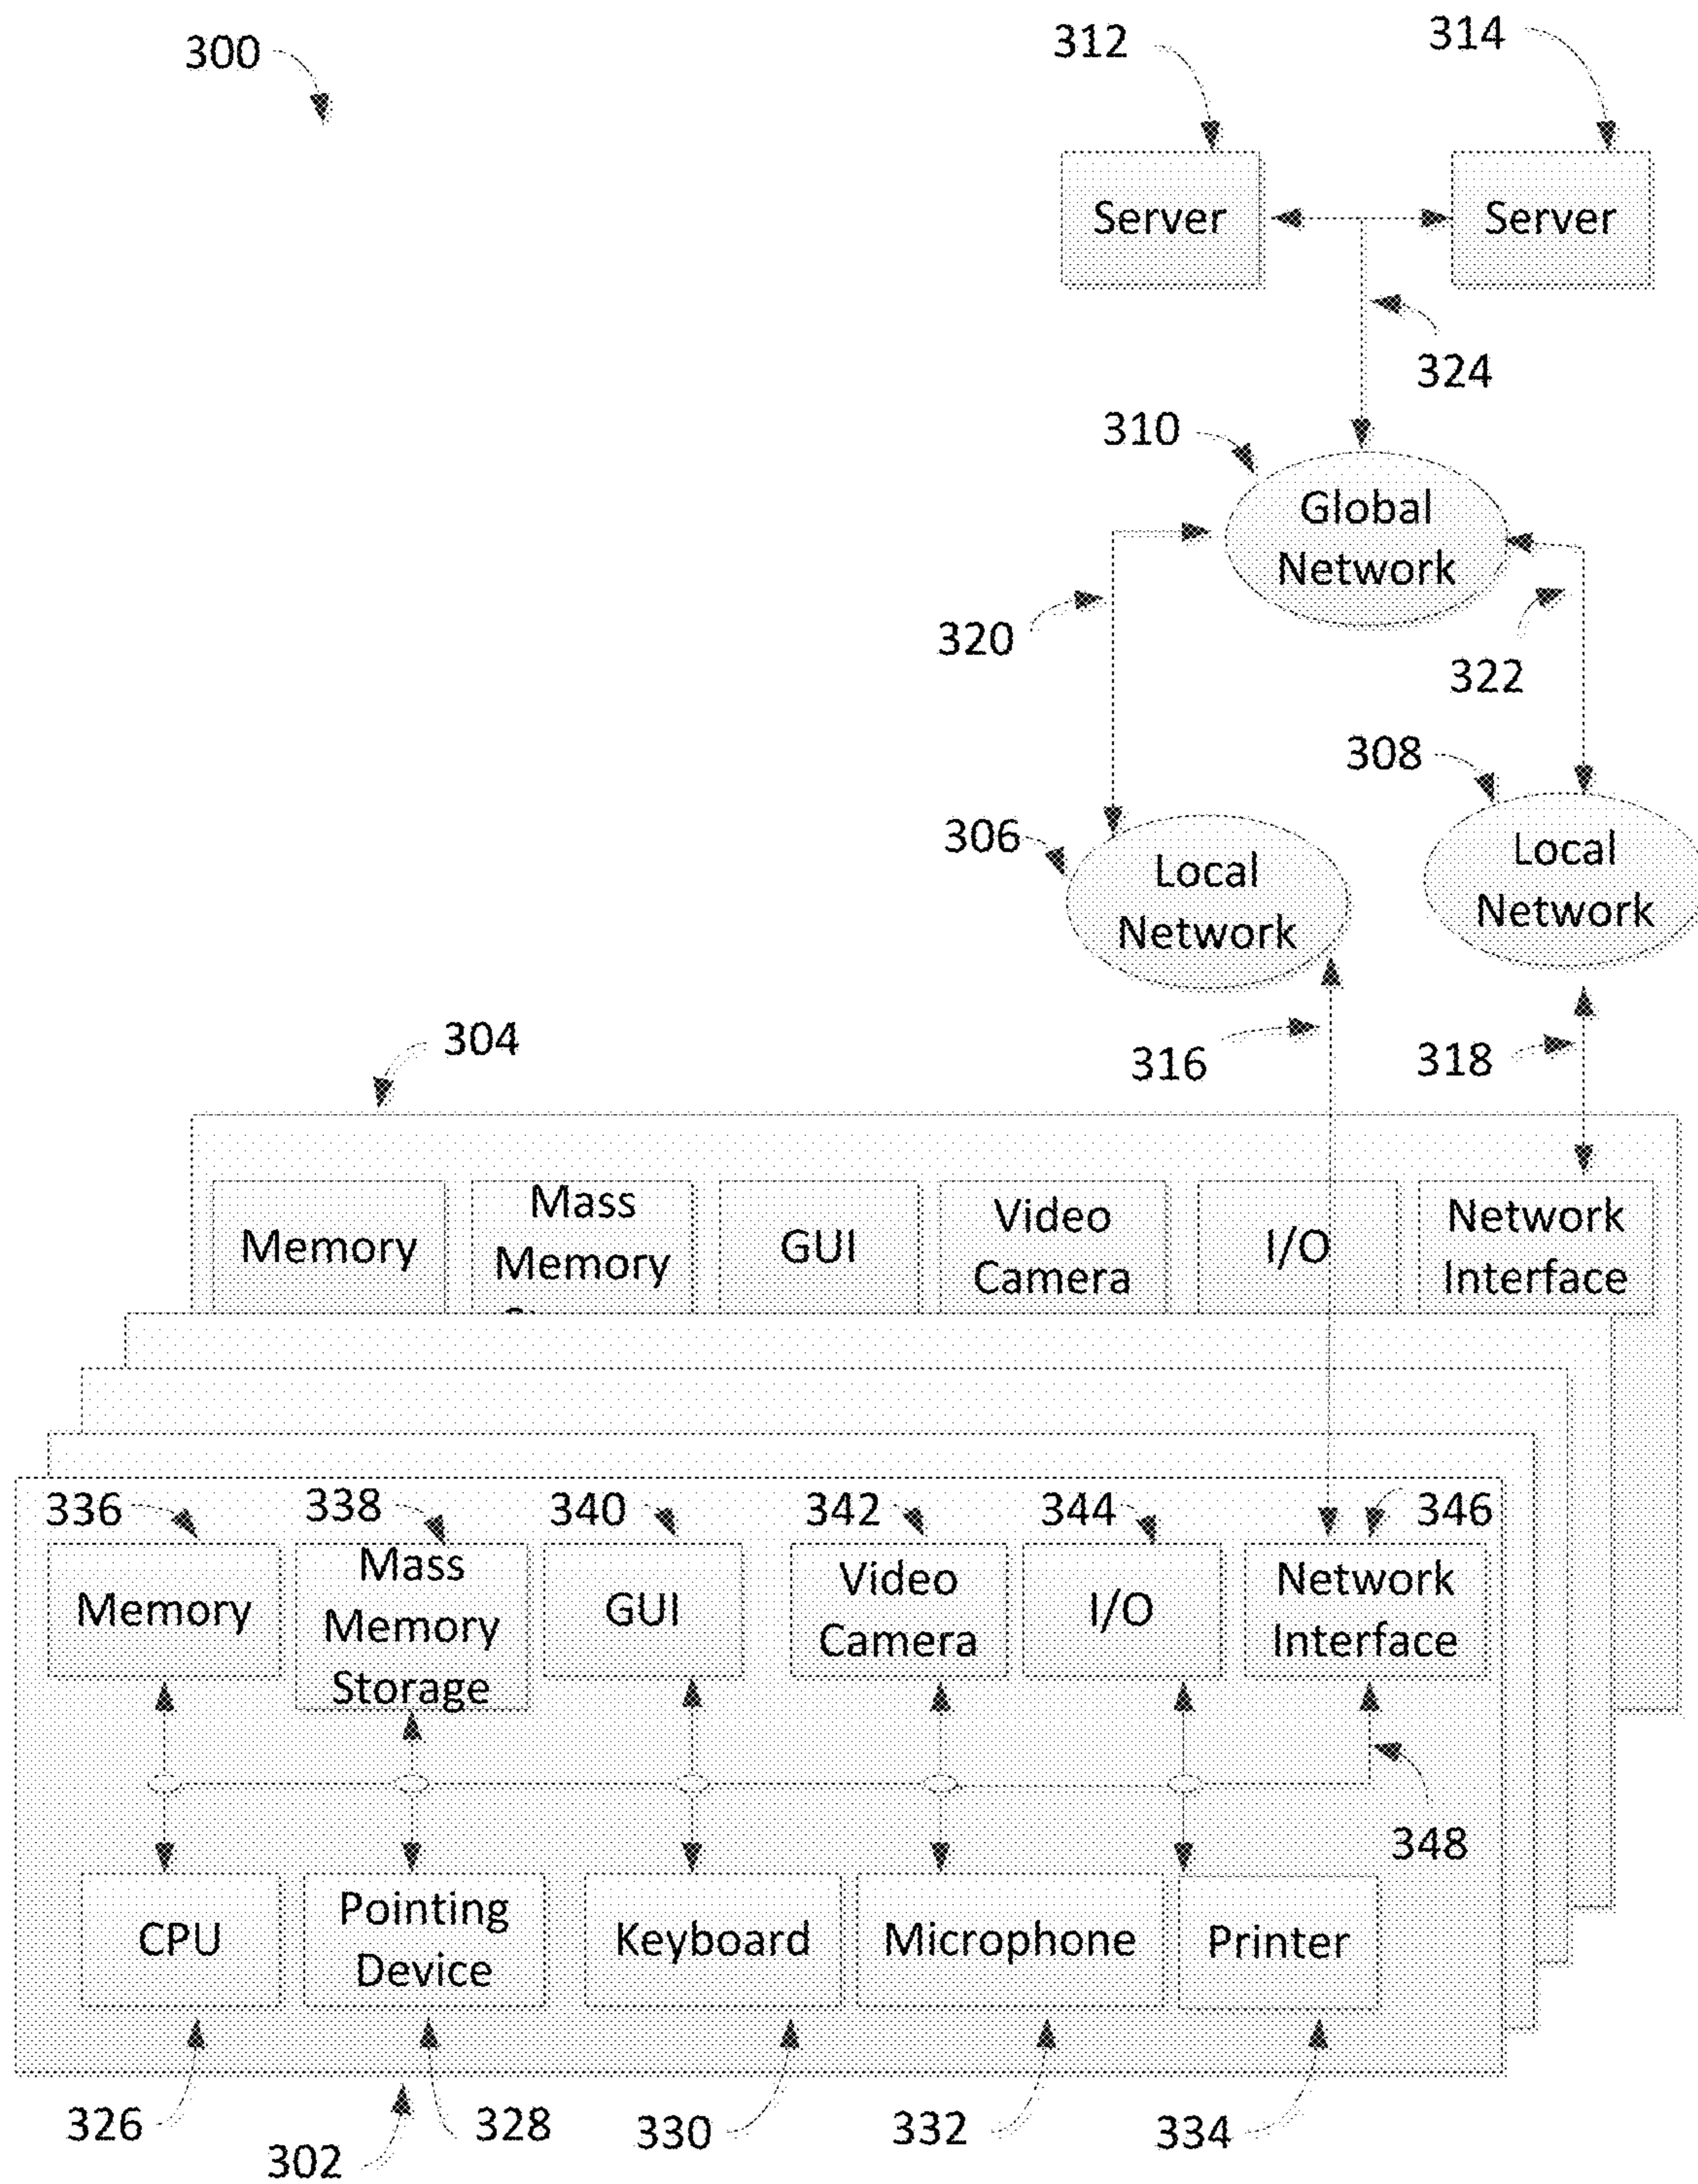 300
312
314
Server
Server
324
310
Global
Network
320
322
308
306
Local
Network
Local
Network
304
316
318
Memory
Mass
Memory
GUI
Video
Camera
I/O
Network
Interface
336
338
340
342
344
346
Memory
Mass
Memory
Storage
GUI
Video
Camera
I/O
Network
Interface
348
CPU
Pointing
Device
Keyboard
Microphone
Printer
326
302
328
330
332
334